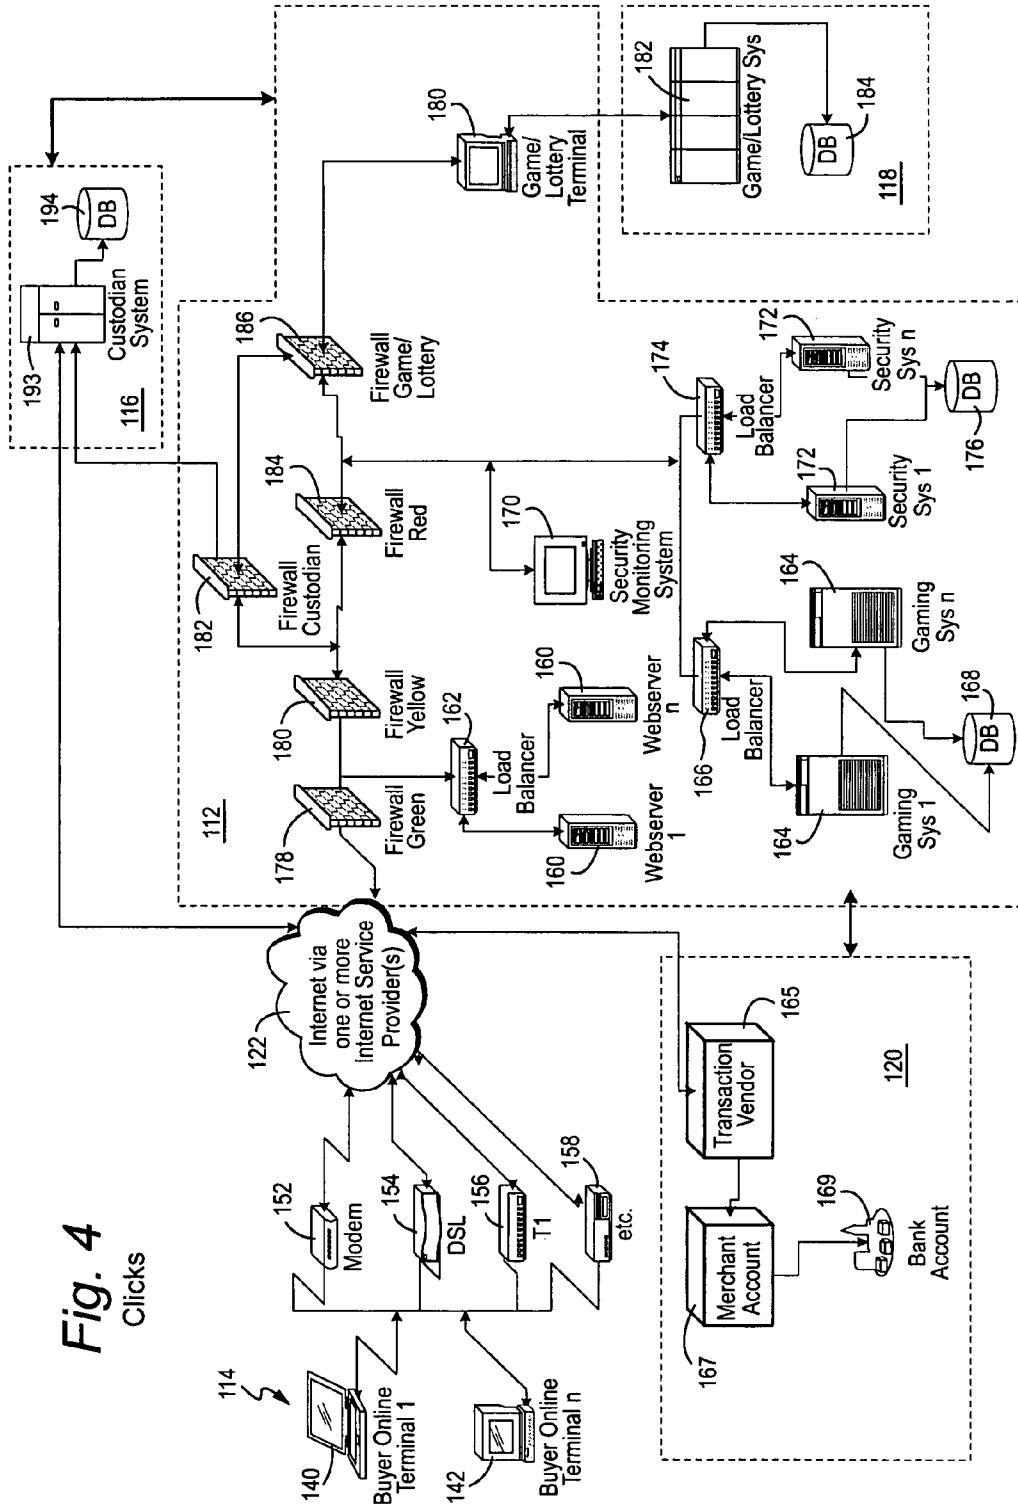 Fig. 4
Clicks
114
140
Buyer Online
Terminal 1
142
Buyer Online
Terminal n
152
Modem
154
DSL
156
T1
158
etc.
122
Internet via
one or more
Internet Service
Provider(s)
193
194
DB
Custodian
System
116
112
178
Firewall
Green
180
Firewall
Yellow
182
Firewall
Custodian
184
Firewall
Red
186
Firewall
Game/
Lottery
180
Game/
Lottery
Terminal
182
Game/Lottery Sys
DB
184
118
162
Load
Balancer
160
Webserver
1
160
Webserver
n
170
Security
Monitoring
System
174
Load
Balancer
172
Security
Sys 1
172
Security
Sys n
DB
176
166
Load
Balancer
164
Gaming
Sys 1
164
Gaming
Sys n
168
DB
165
Transaction
Vendor
167
Merchant
Account
169
Bank
Account
120